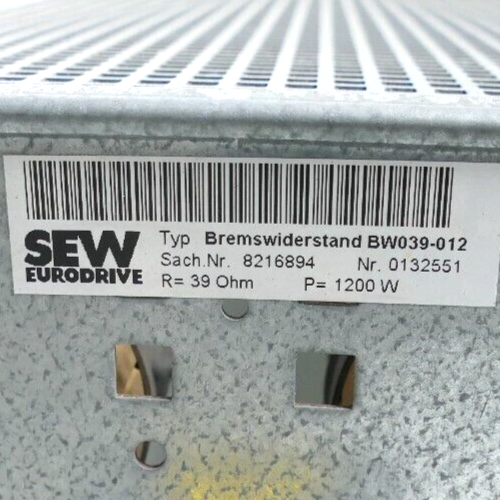 SEW
EURODRIVE
Typ Bremswiderstand BW039-012
Sach.Nr. 8216894 Nr. 0132551
R= 39 Ohm P= 1200 W